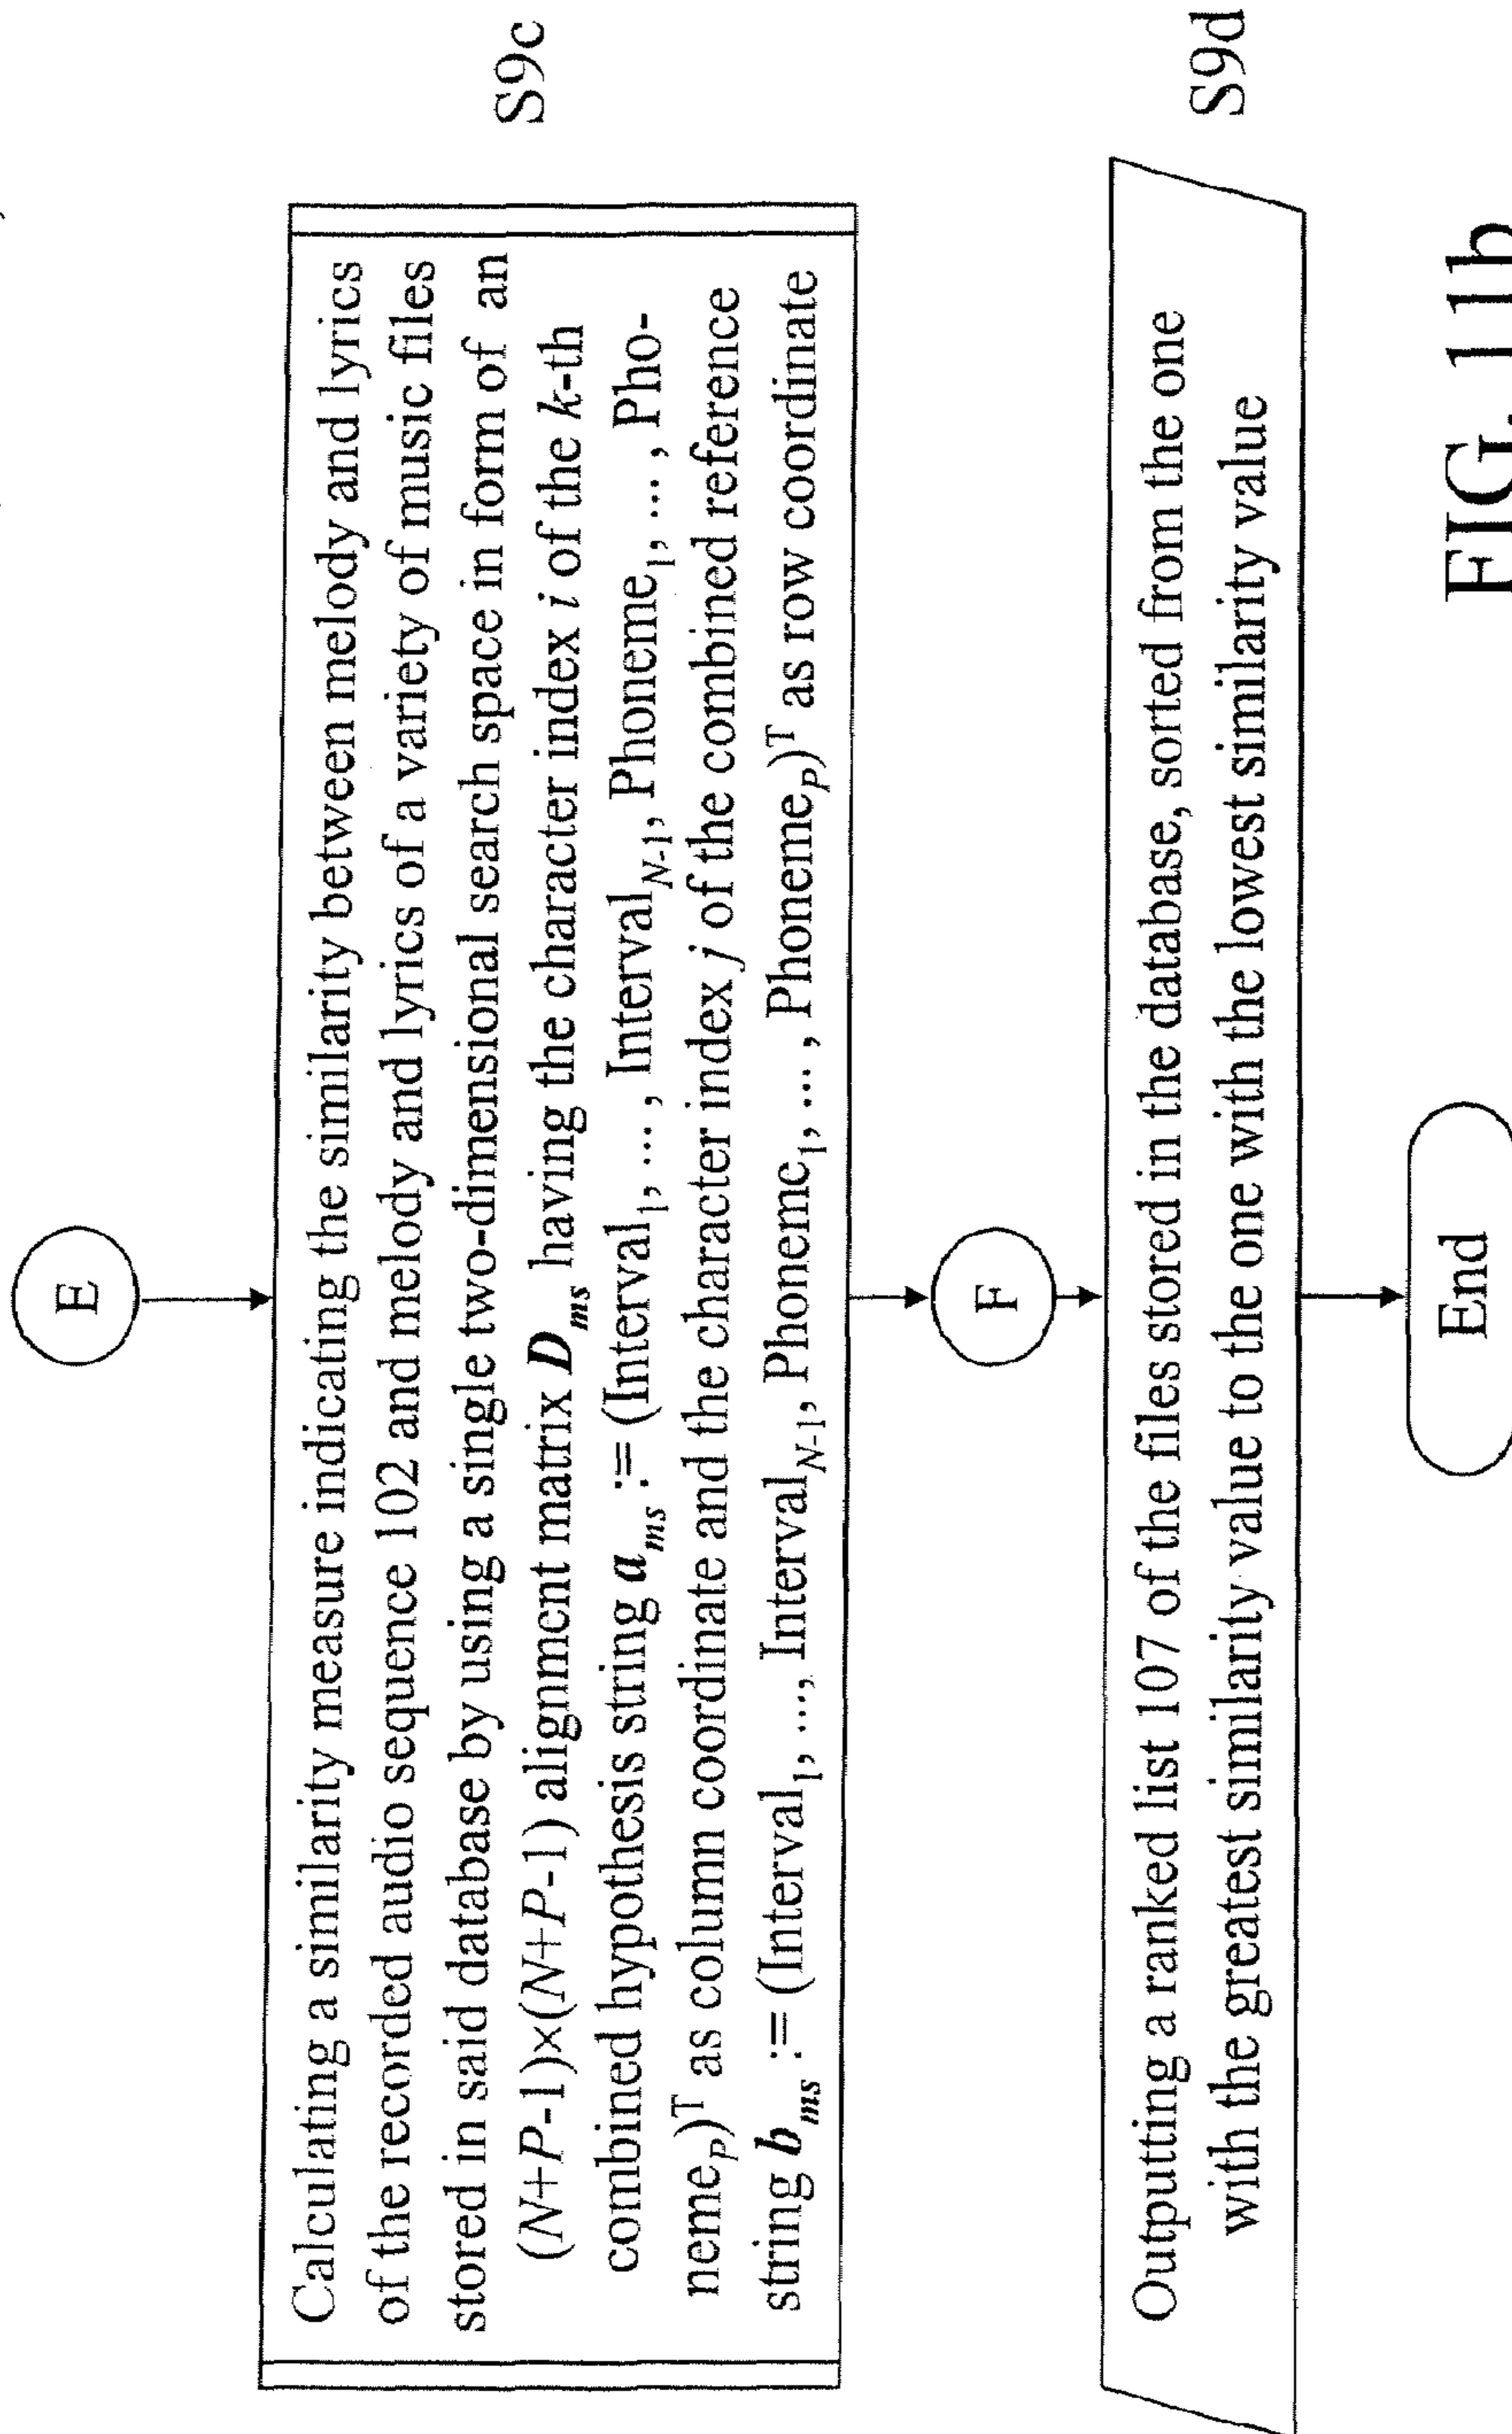 E
Calculating a similarity measure indicating the similarity between melody and lyrics
of the recorded audio sequence 102 and melody and lyrics of a variety of music files
stored in said database by using a single two-dimensional search space in form of an
(N+P-1)×(N+P-1) alignment matrix D_ms having the character index i of the k-th
combined hypothesis string a_ms := (Interval_1, ... , Interval_N-1, Phoneme_1, ... , Pho-
neme_P)^T as column coordinate and the character index j of the combined reference
string b_ms := (Interval_1, ..., Interval_N-1, Phoneme_1, ... , Phoneme_P)^T as row coordinate
S9c
F
Outputting a ranked list 107 of the files stored in the database, sorted from the one
with the greatest similarity value to the one with the lowest similarity value
S9d
End
FIG. 11b